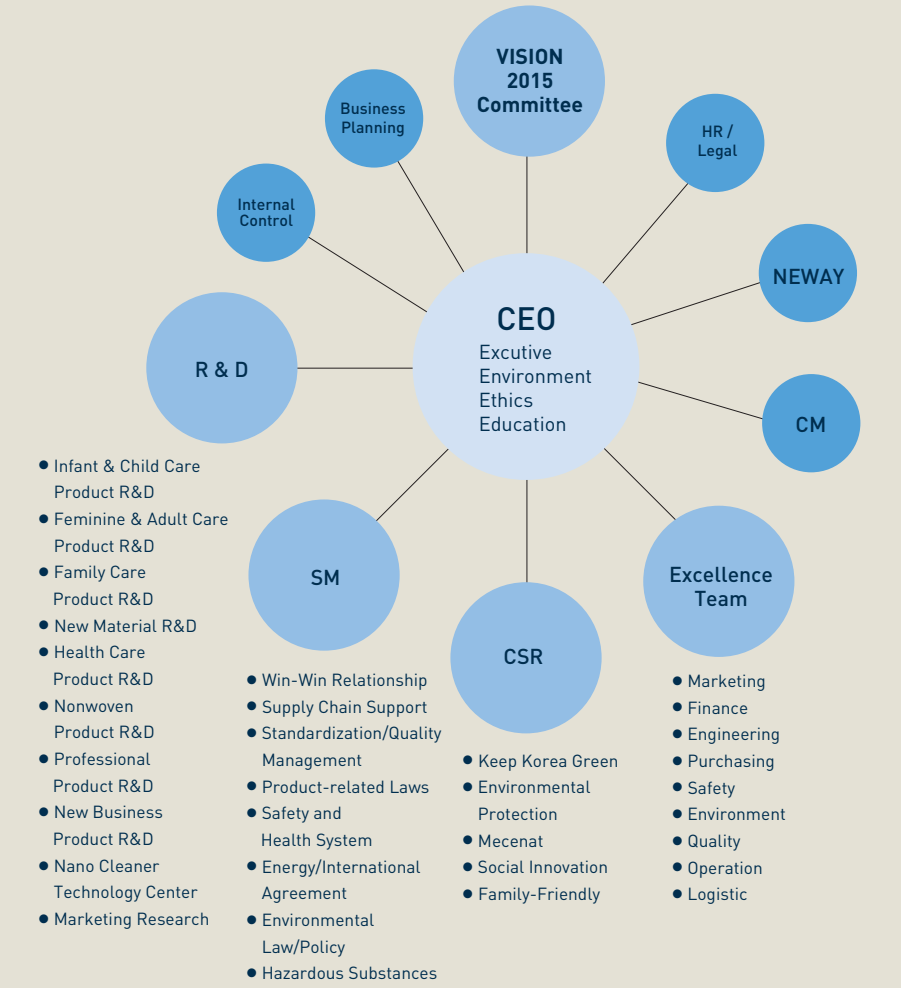 VISION
2015
Committee
Business
Planning
HR /
Legal
Internal
Control
NEWAY
CEO
Excutive
Environment
Ethics
Education
R & D
CM
● Infant & Child Care
Product R&D
● Feminine & Adult Care
Product R&D
● Family Care
Product R&D
● New Material R&D
● Health Care
Product R&D
● Nonwoven
Product R&D
● Professional
Product R&D
● New Business
Product R&D
● Nano Cleaner
Technology Center
● Marketing Research
SM
● Win-Win Relationship
● Supply Chain Support
● Standardization/Quality
Management
● Product-related Laws
● Safety and
Health System
● Energy/International
Agreement
● Environmental
Law/Policy
● Hazardous Substances
CSR
● Keep Korea Green
● Environmental
Protection
● Mecenat
● Social Innovation
● Family-Friendly
Excellence
Team
● Marketing
● Finance
● Engineering
● Purchasing
● Safety
● Environment
● Quality
● Operation
● Logistic